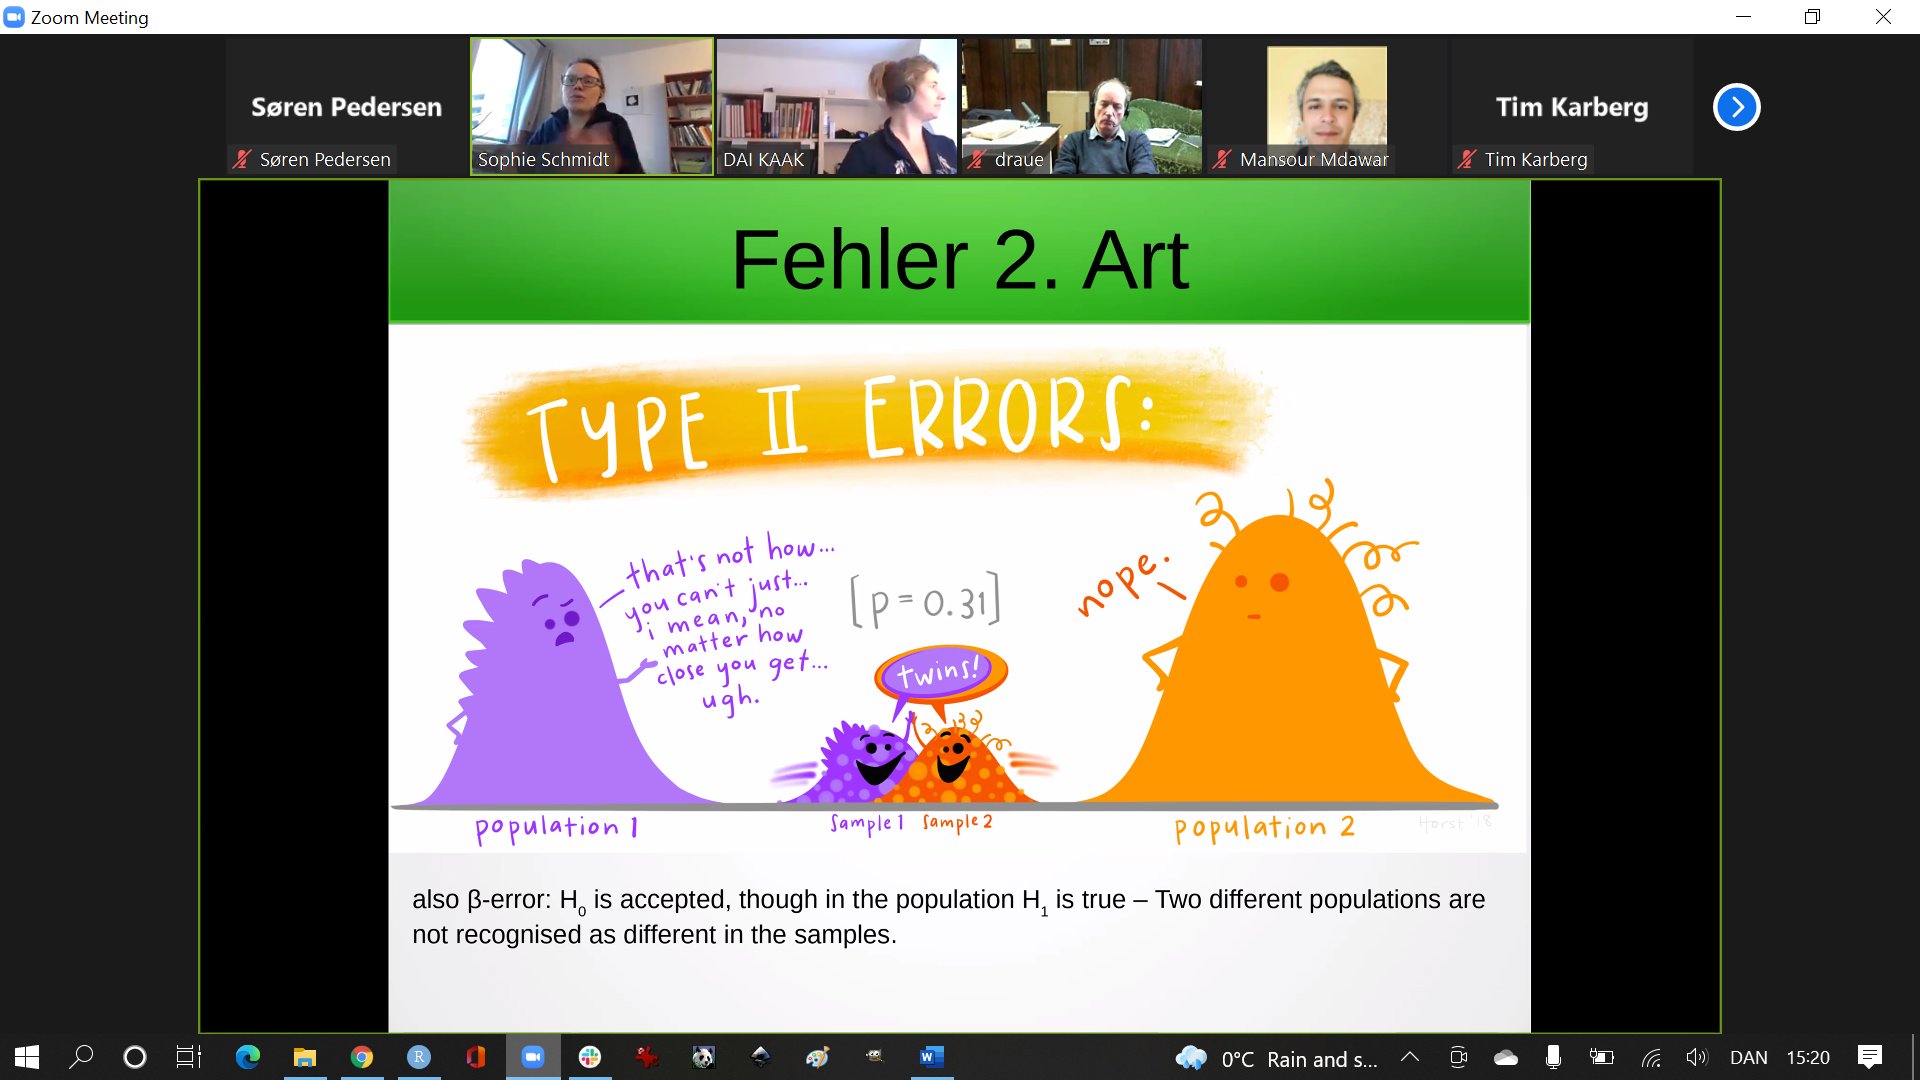 Zoom Meeting
Søren Pedersen
Tim Karberg
Søren Pedersen
Sophie Schmidt
DAI KAAK
draue
Mansour Mdawar
Tim Karberg
Fehler 2. Art
TYPE II ERRORS:
that's not how...
you can't just...
i mean, no
matter how
close you get...
ugh.
[p = 0.31]
nope.
twins!
population 1
Sample 1
Sample 2
population 2
Horst '18
also β-error: H₀ is accepted, though in the population H₁ is true – Two different populations are
not recognised as different in the samples.
0°C Rain and s...
DAN
15:20